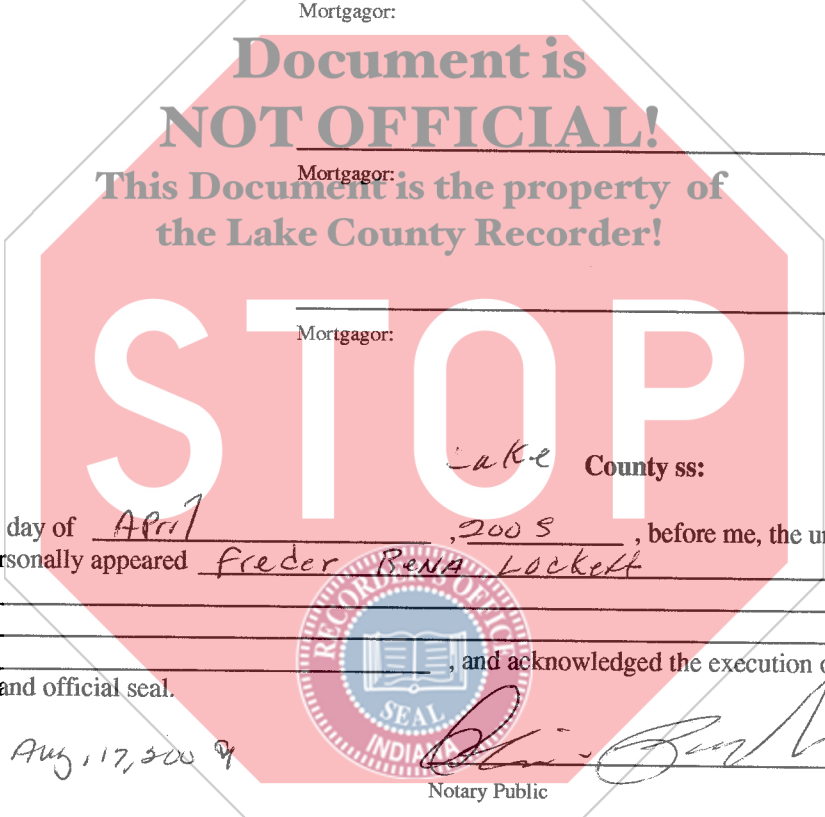 Mortgagor:
Document is
NOT OFFICIAL!
Mortgagor:
This Document is the property of
the Lake County Recorder!
STOP
Mortgagor:
Lake County ss:
day of April , 2005 , before me, the un
rsonally appeared Freder Rena Lockett
, and acknowledged the execution o
and official seal.
RECORDER'S OFFICE
SEAL
INDIANA
Aug, 17, 2009
Notary Public